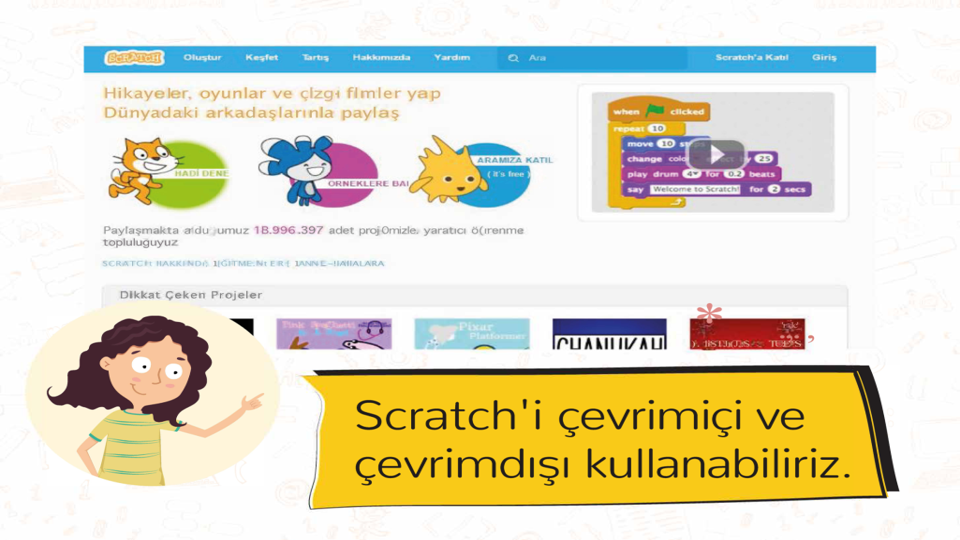 SCRATCH Oluştur Keşfet Tartış Hakkımızda Yardım Ara Scratch'a Katıl Giriş
Hikayeler, oyunlar ve çizgi filmler yap
Dünyadaki arkadaşlarınla paylaş
HADİ DENE
ÖRNEKLERE BA
ARAMIZA KATIL
( it's free )
when clicked
repeat 10
move 10 steps
change colo effect by 25
play drum 4 for 0.2 beats
say Welcome to Scratch! for 2 secs
Paylaşmakta olduğumuz 18.996.397 adet projemizle yaratıcı öğrenme
topluluğuyuz
SCRATCH HAKKINDA EĞİTMENLER ANNE-BABALARA
Dikkat Çeken Projeler
Pixar
Platformer
CHANUKAH
Scratch'i çevrimiçi ve
çevrimdışı kullanabiliriz.